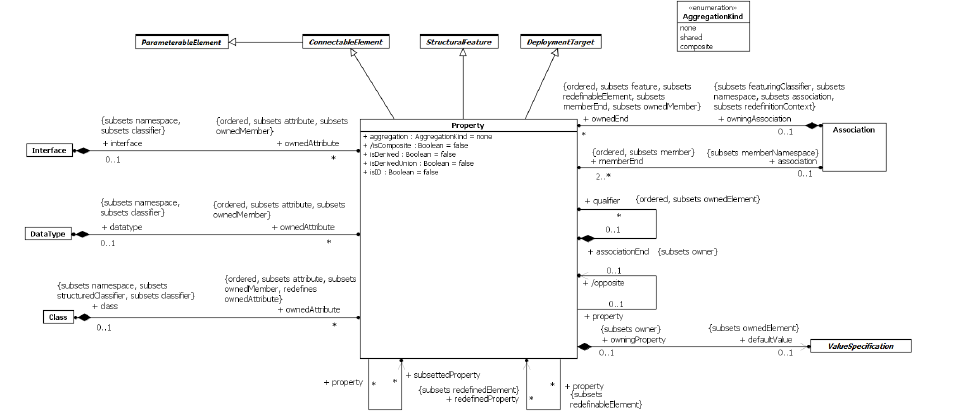 «enumeration»
AggregationKind
none
shared
composite
ParameterableElement
ConnectableElement
StructuralFeature
DeploymentTarget
{ordered, subsets feature, subsets
redefinableElement, subsets
memberEnd, subsets ownedMember}
+ ownedEnd
*
{subsets featuringClassifier, subsets
namespace, subsets association,
subsets redefinitionContext}
+ owningAssociation
0..1
Association
{subsets namespace,
subsets classifier}
+ interface
0..1
Interface
{ordered, subsets attribute, subsets
ownedMember}
+ ownedAttribute
*
Property
+ aggregation : AggregationKind = none
+ /isComposite : Boolean = false
+ isDerived : Boolean = false
+ isDerivedUnion : Boolean = false
+ isID : Boolean = false
{ordered, subsets member}
+ memberEnd
2..*
{subsets memberNamespace}
+ association
0..1
+ qualifier
{ordered, subsets ownedElement}
*
0..1
+ associationEnd {subsets owner}
{subsets namespace,
subsets classifier}
+ datatype
0..1
DataType
{ordered, subsets attribute, subsets
ownedMember}
+ ownedAttribute
*
0..1
+ /opposite
0..1
+ property
{subsets namespace, subsets
structuredClassifier, subsets classifier}
+ class
0..1
Class
{ordered, subsets attribute, subsets
ownedMember, redefines
ownedAttribute}
+ ownedAttribute
*
{subsets owner}
+ owningProperty
0..1
{subsets ownedElement}
+ defaultValue
0..1
ValueSpecification
+ property
*
*
+ subsettedProperty
{subsets redefinedElement}
+ redefinedProperty
*
*
+ property
{subsets
redefinableElement}